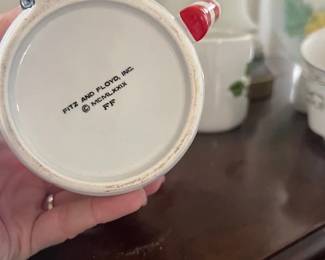 FITZ AND FLOYD, INC.
© MCMLXXIX
FF